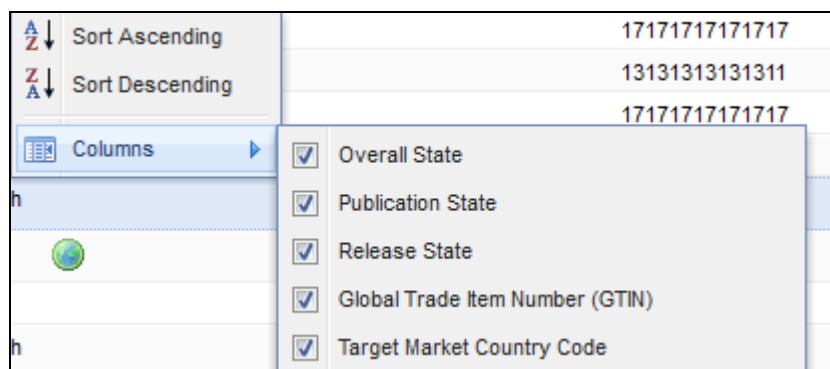 Sort Ascending 17171717171717
Sort Descending 13131313131311
17171717171717
Columns
Overall State
h
Publication State
Release State
Global Trade Item Number (GTIN)
h
Target Market Country Code